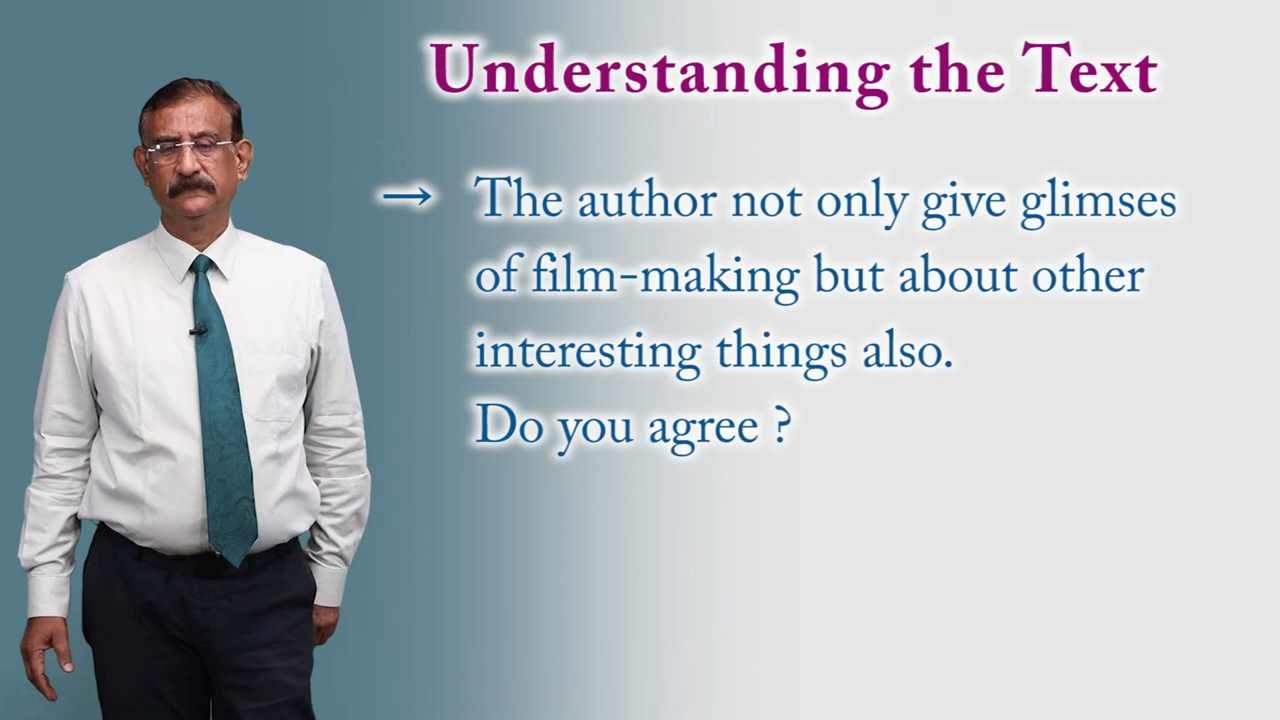 Understanding the Text
→ The author not only give glimses
of film-making but about other
interesting things also.
Do you agree ?